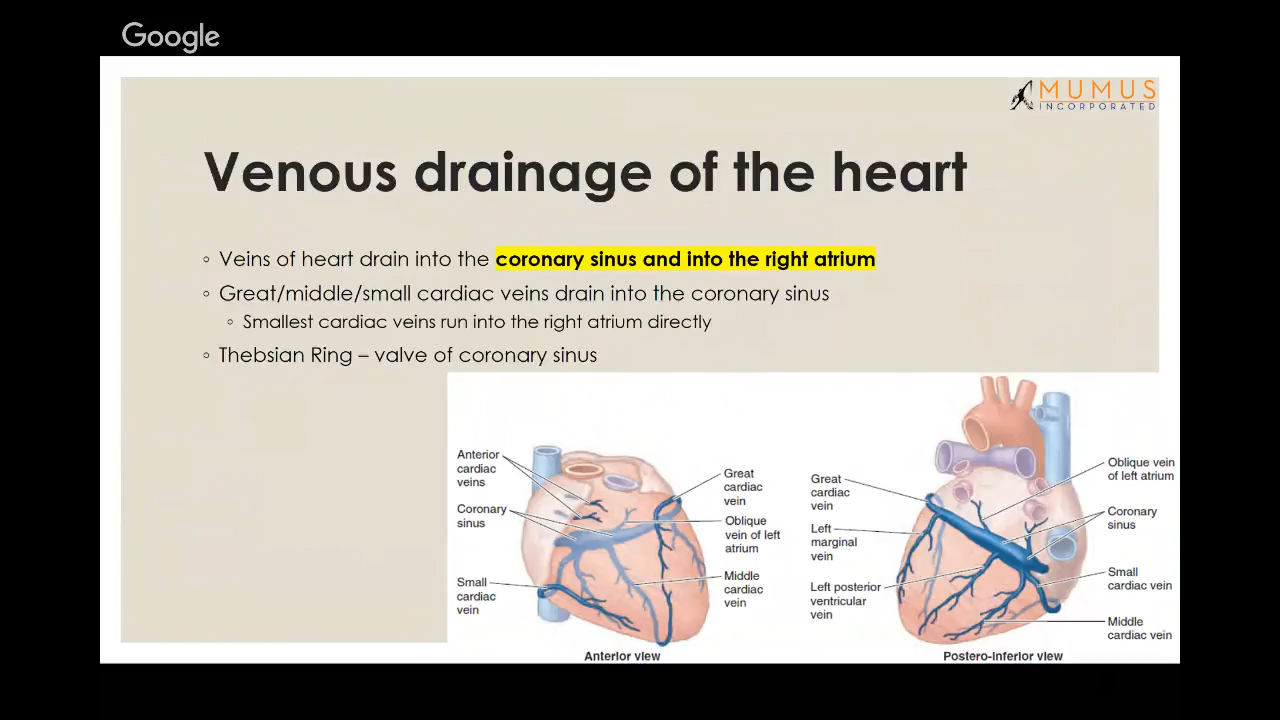 Google
MUMUS
INCORPORATED
Venous drainage of the heart
◦ Veins of heart drain into the coronary sinus and into the right atrium
◦ Great/middle/small cardiac veins drain into the coronary sinus
◦ Smallest cardiac veins run into the right atrium directly
◦ Thebsian Ring – valve of coronary sinus
Anterior
cardiac
veins
Coronary
sinus
Small
cardiac
vein
Great
cardiac
vein
Oblique
vein of left
atrium
Middle
cardiac
vein
Anterior view
Great
cardiac
vein
Left
marginal
vein
Left posterior
ventricular
vein
Oblique vein
of left atrium
Coronary
sinus
Small
cardiac vein
Middle
cardiac vein
Postero-inferior view